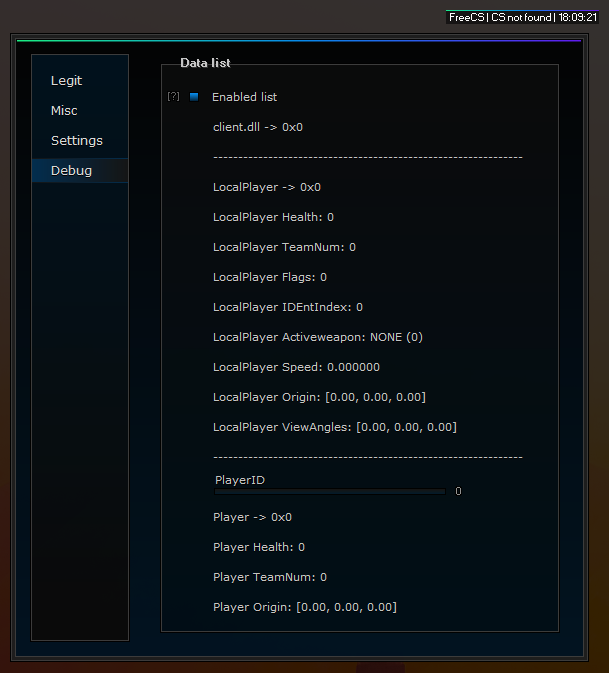 FreeCS | CS not found | 18:09:21
Data list
Legit
Misc
Settings
Debug
[?] Enabled list
client.dll -> 0x0
--------------------------------------------------------------
LocalPlayer -> 0x0
LocalPlayer Health: 0
LocalPlayer TeamNum: 0
LocalPlayer Flags: 0
LocalPlayer IDEntIndex: 0
LocalPlayer Activeweapon: NONE (0)
LocalPlayer Speed: 0.000000
LocalPlayer Origin: [0.00, 0.00, 0.00]
LocalPlayer ViewAngles: [0.00, 0.00, 0.00]
--------------------------------------------------------------
PlayerID
0
Player -> 0x0
Player Health: 0
Player TeamNum: 0
Player Origin: [0.00, 0.00, 0.00]